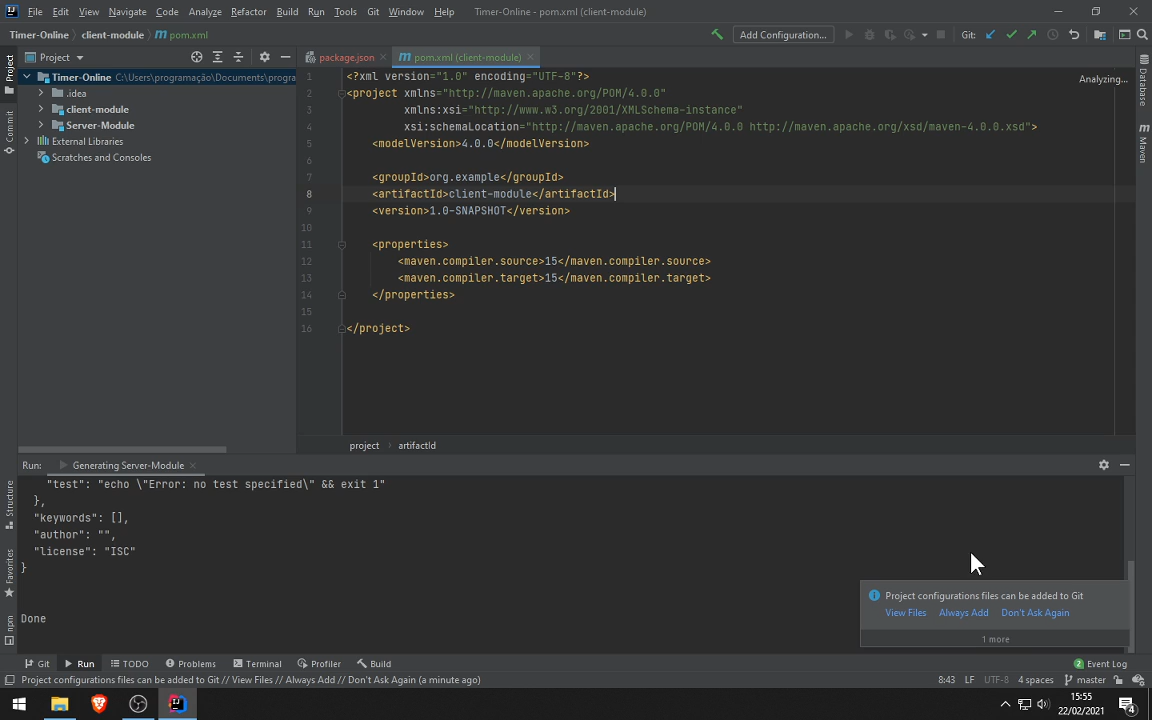 File Edit View Navigate Code Analyze Refactor Build Run Tools Git Window Help Timer-Online - pom.xml (client-module)
Timer-Online client-module pom.xml Add Configuration... Git:
Project package.json pom.xml (client-module)
Timer-Online C:\Users\programação\Documents\progra
.idea
client-module
Server-Module
External Libraries
Scratches and Consoles
Project
Commit
Structure
Favorites
npm
Database
Maven
Analyzing...
1 <?xml version="1.0" encoding="UTF-8"?>
2 <project xmlns="http://maven.apache.org/POM/4.0.0"
3 xmlns:xsi="http://www.w3.org/2001/XMLSchema-instance"
4 xsi:schemaLocation="http://maven.apache.org/POM/4.0.0 http://maven.apache.org/xsd/maven-4.0.0.xsd">
5 <modelVersion>4.0.0</modelVersion>
6
7 <groupId>org.example</groupId>
8 <artifactId>client-module</artifactId>
9 <version>1.0-SNAPSHOT</version>
10
11 <properties>
12 <maven.compiler.source>15</maven.compiler.source>
13 <maven.compiler.target>15</maven.compiler.target>
14 </properties>
15
16 </project>
project artifactId
Run: Generating Server-Module
"test": "echo \"Error: no test specified\" && exit 1"
},
"keywords": [],
"author": "",
"license": "ISC"
}
Done
Project configurations files can be added to Git
View Files Always Add Don't Ask Again
1 more
Git Run TODO Problems Terminal Profiler Build 2 Event Log
Project configurations files can be added to Git // View Files // Always Add // Don't Ask Again (a minute ago) 8:43 LF UTF-8 4 spaces master
15:55
22/02/2021
4